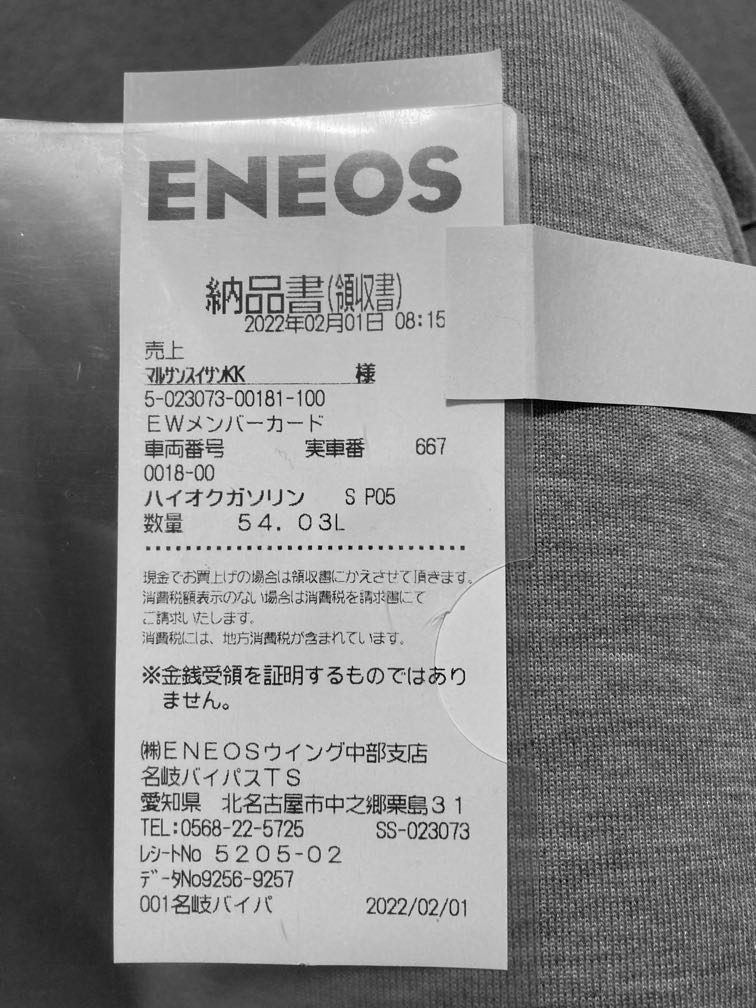 ENEOS
納品書(領収書)
2022年02月01日 08:15
売上
ﾏﾙｻﾝｽｲｻﾝKK 様
5-023073-00181-100
EWメンバーカード
車両番号 実車番 667
0018-00
ハイオクガソリン S P05
数量 54.03L
現金でお買上げの場合は領収書にかえさせて頂きます。
消費税額表示のない場合は消費税を請求書にて
ご請求いたします。
消費税には、地方消費税が含まれています。
※金銭受領を証明するものではあり
ません。
㈱ENEOSウイング中部支店
名岐バイパスTS
愛知県 北名古屋市中之郷栗島31
TEL:0568-22-5725 SS-023073
ﾚｼｰﾄNo 5205-02
ﾃﾞｰﾀNo9256-9257
001名岐バイパ 2022/02/01